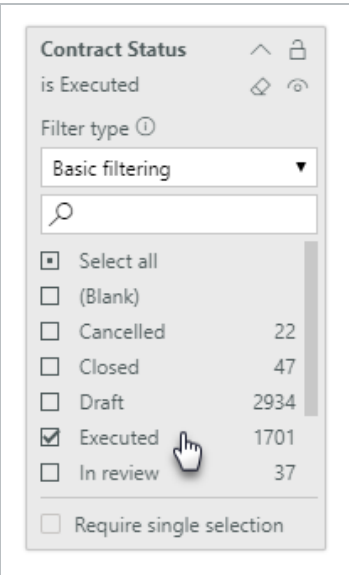 Contract Status
is Executed
Filter type
Basic filtering
Select all
(Blank)
Cancelled 22
Closed 47
Draft 2934
Executed 1701
In review 37
Require single selection